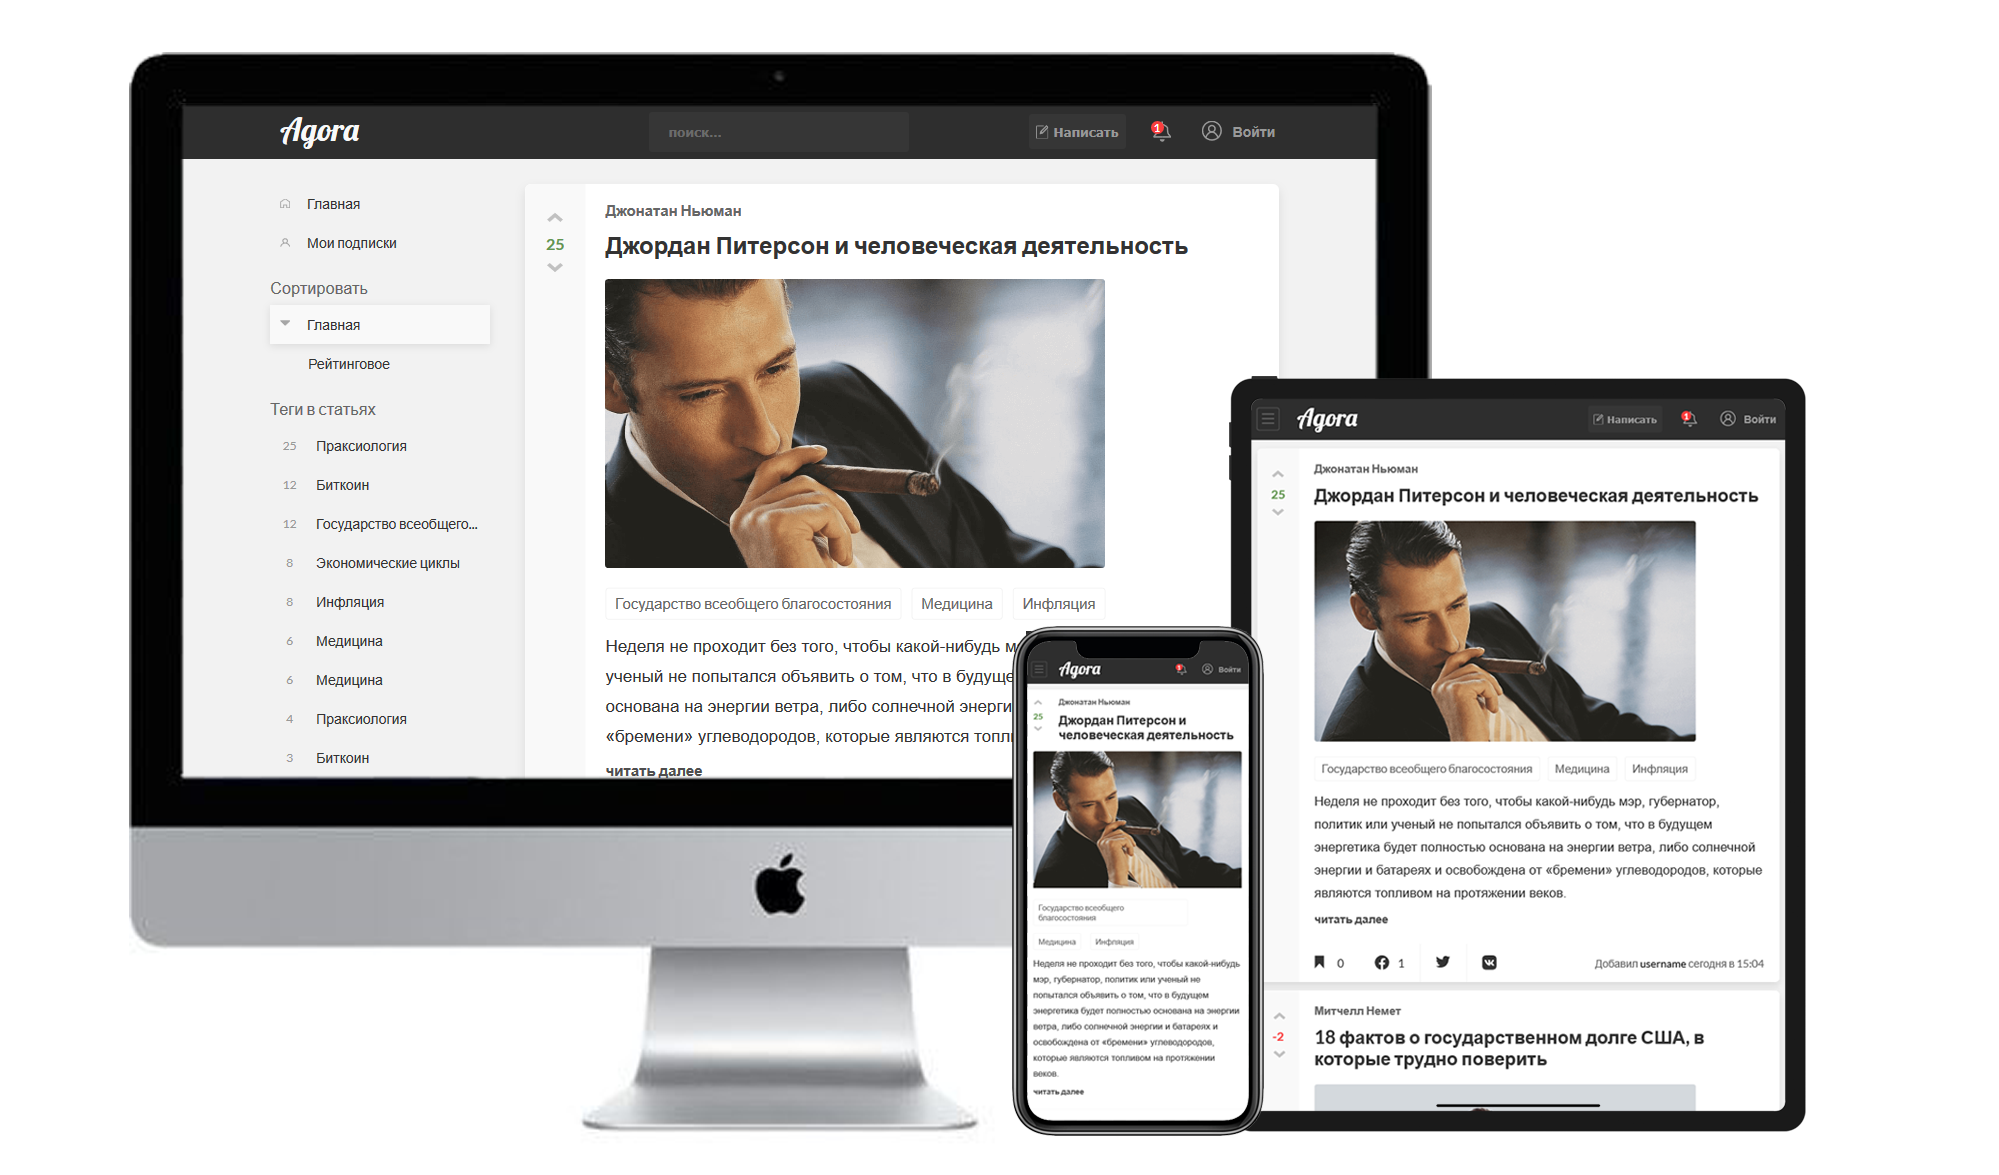 Agora
поиск...
Написать
1
Войти
Главная
Мои подписки
Сортировать
Главная
Рейтинговое
Теги в статьях
25 Праксиология
12 Биткоин
12 Государство всеобщего...
8 Экономические циклы
8 Инфляция
6 Медицина
6 Медицина
4 Праксиология
3 Биткоин
25
Джонатан Ньюман
Джордан Питерсон и человеческая деятельность
Государство всеобщего благосостояния
Медицина
Инфляция
Неделя не проходит без того, чтобы какой-нибудь м
ученый не попытался объявить о том, что в будуще
основана на энергии ветра, либо солнечной энерги
«бремени» углеводородов, которые являются топл
читать далее
Agora
1
Войти
25
Джонатан Ньюман
Джордан Питерсон и
человеческая деятельность
Государство всеобщего
благосостояния
Медицина
Инфляция
Неделя не проходит без того, чтобы какой-нибудь
мэр, губернатор, политик или ученый не
попытался объявить о том, что в будущем
энергетика будет полностью основана на энергии
ветра, либо солнечной энергии и батареях и
освобождена от «бремени» углеводородов,
которые являются топливом на протяжении
веков.
читать далее
Agora
Написать
1
Войти
25
Джонатан Ньюман
Джордан Питерсон и человеческая деятельность
Государство всеобщего благосостояния
Медицина
Инфляция
Неделя не проходит без того, чтобы какой-нибудь мэр, губернатор,
политик или ученый не попытался объявить о том, что в будущем
энергетика будет полностью основана на энергии ветра, либо солнечной
энергии и батареях и освобождена от «бремени» углеводородов, которые
являются топливом на протяжении веков.
читать далее
0
1
Добавил username сегодня в 15:04
-2
Митчелл Немет
18 фактов о государственном долге США, в
которые трудно поверить